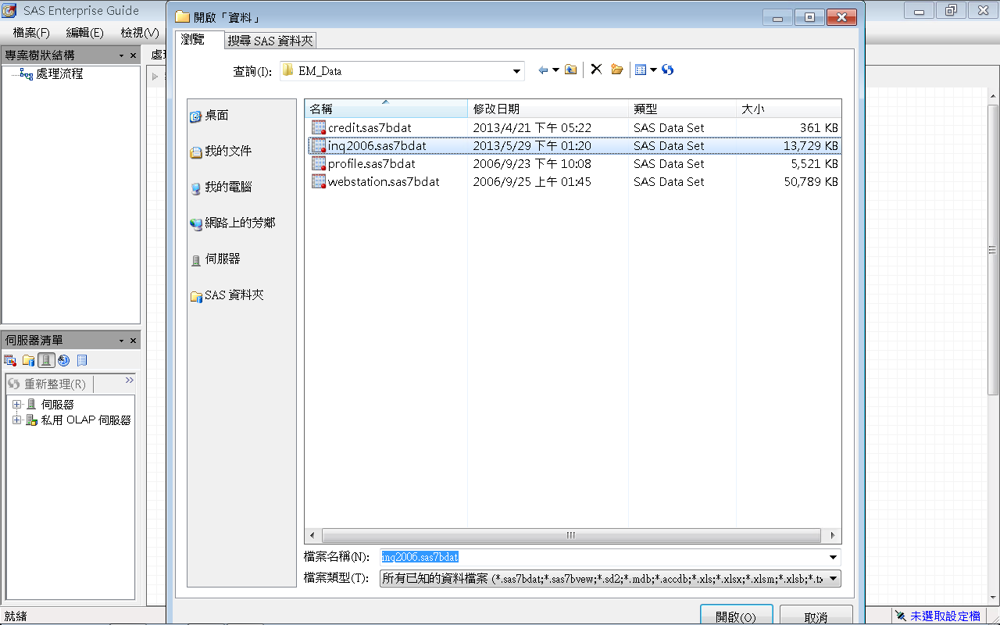 SAS Enterprise Guide
檔案(F) 編輯(E) 檢視(V)
專案樹狀結構
處理流程
開啟「資料」
瀏覽 搜尋 SAS 資料夾
查詢(I): EM_Data
桌面
我的文件
我的電腦
網路上的芳鄰
伺服器
SAS 資料夾
名稱 修改日期 類型 大小
credit.sas7bdat 2013/4/21 下午 05:22 SAS Data Set 361 KB
inq2006.sas7bdat 2013/5/29 下午 01:20 SAS Data Set 13,729 KB
profile.sas7bdat 2006/9/23 下午 10:08 SAS Data Set 5,521 KB
webstation.sas7bdat 2006/9/25 上午 01:45 SAS Data Set 50,789 KB
檔案名稱(N): inq2006.sas7bdat
檔案類型(T): 所有已知的資料檔案 (*.sas7bdat;*.sas7bvew;*.sd2;*.mdb;*.accdb;*.xls;*.xlsx;*.xlsm;*.xlsb;*.tx
開啟(O) 取消
伺服器清單
重新整理(R)
伺服器
私用 OLAP 伺服器
就緒
未選取設定檔